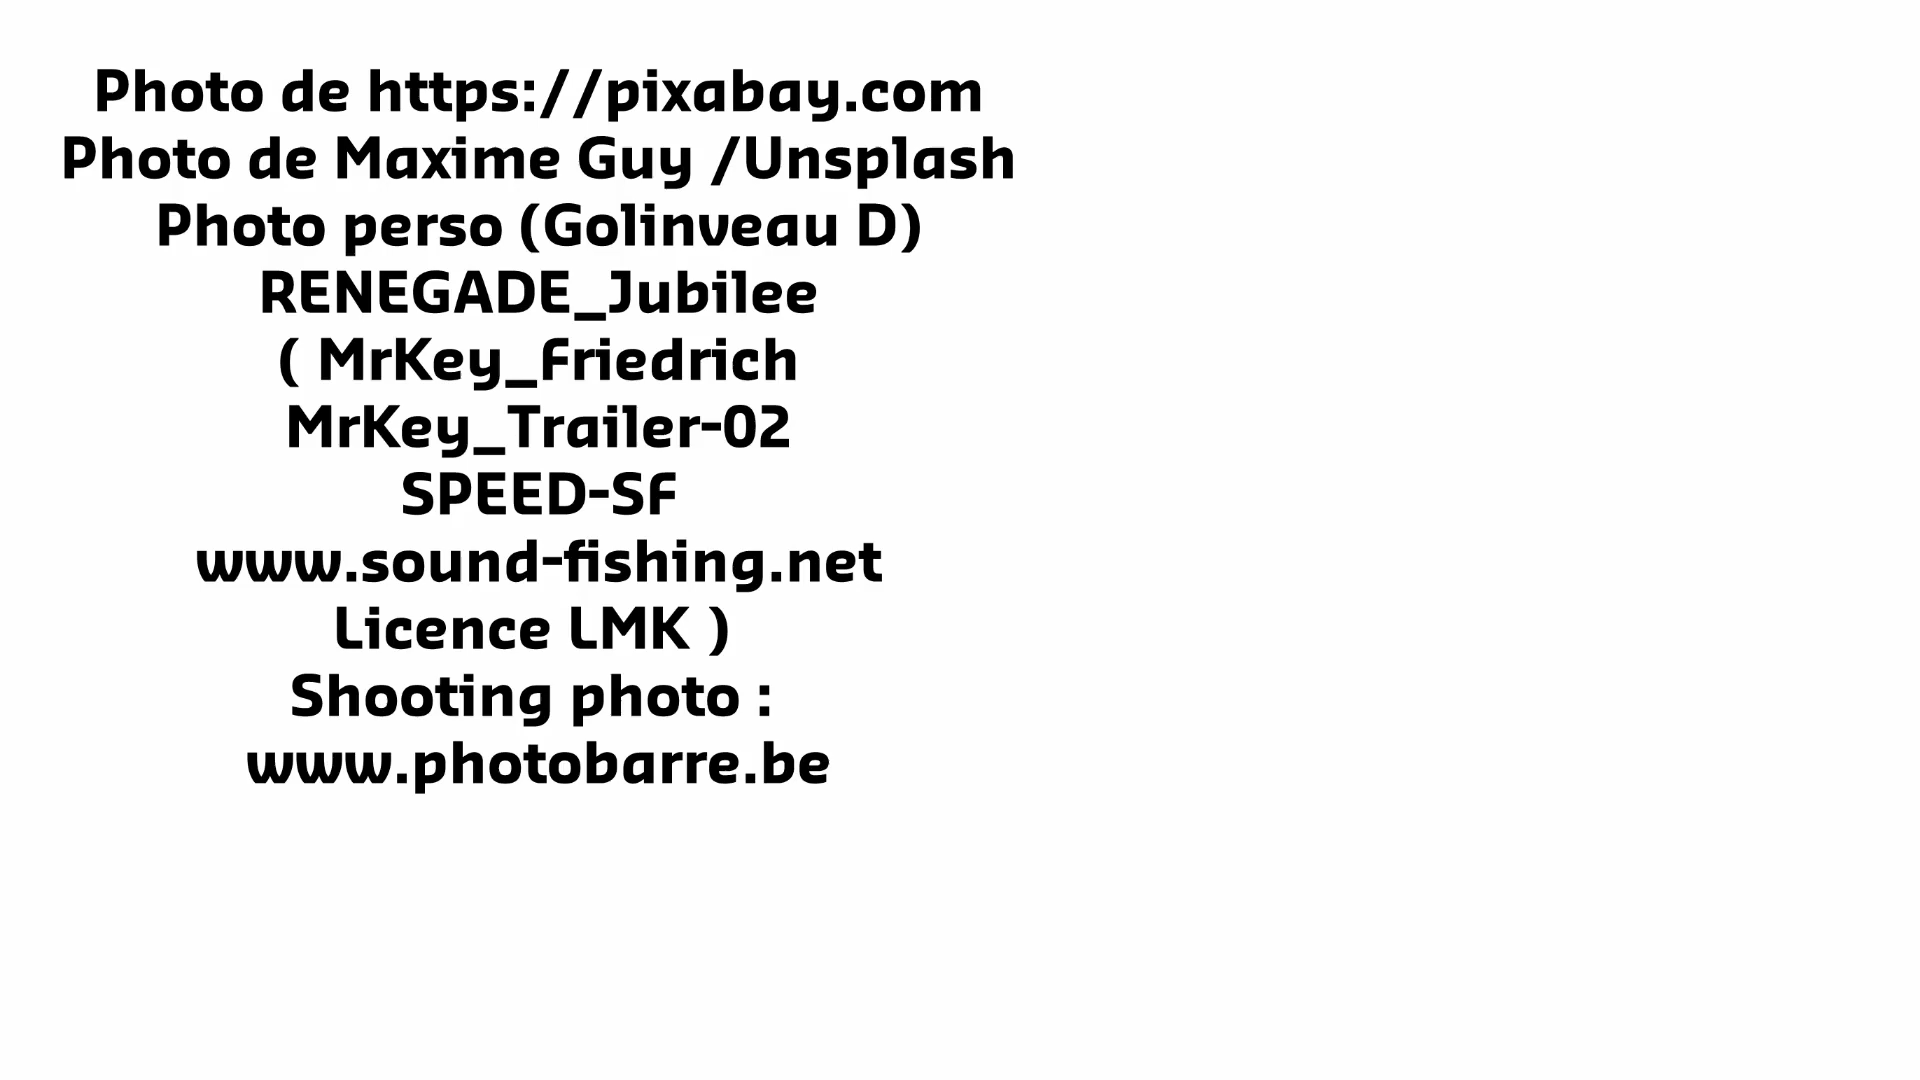 Photo de https://pixabay.com
Photo de Maxime Guy /Unsplash
Photo perso (Golinveau D)
RENEGADE_Jubilee
( MrKey_Friedrich
MrKey_Trailer-02
SPEED-SF
www.sound-fishing.net
Licence LMK )
Shooting photo :
www.photobarre.be